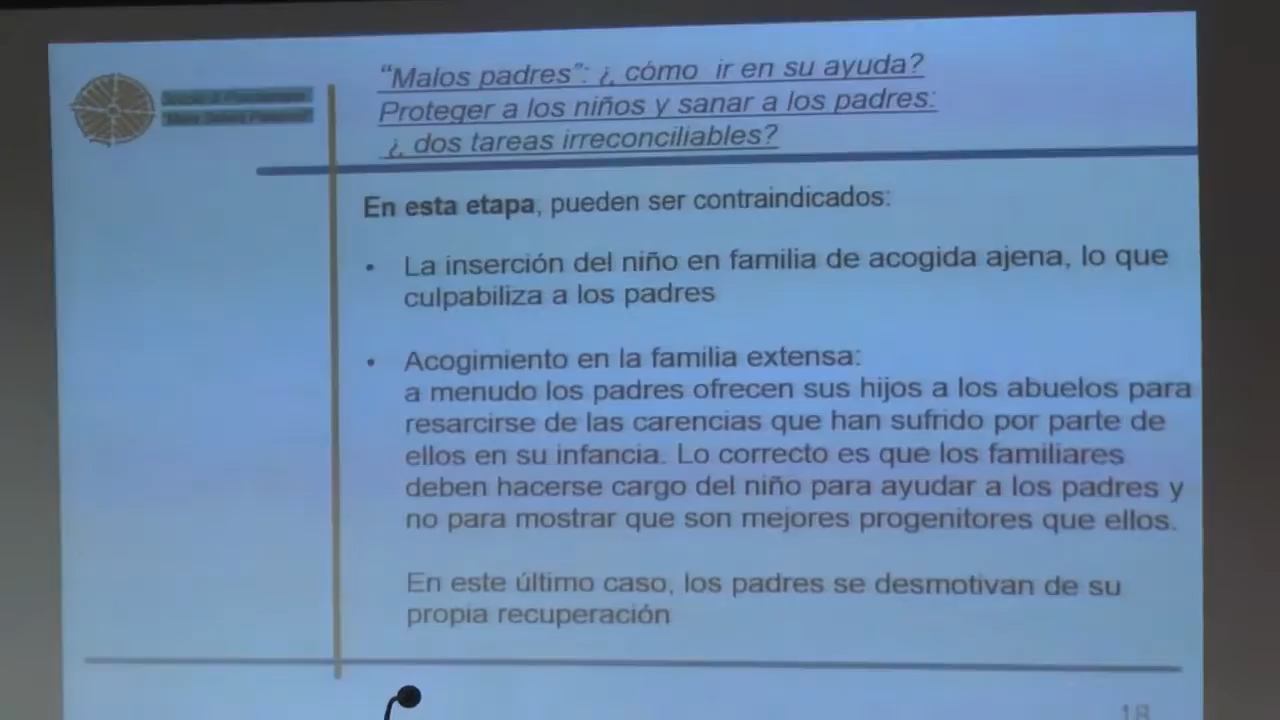 “Malos padres”: ¿ cómo ir en su ayuda?
Proteger a los niños y sanar a los padres:
¿ dos tareas irreconciliables?
En esta etapa, pueden ser contraindicados:
• La inserción del niño en familia de acogida ajena, lo que
culpabiliza a los padres
• Acogimiento en la familia extensa:
a menudo los padres ofrecen sus hijos a los abuelos para
resarcirse de las carencias que han sufrido por parte de
ellos en su infancia. Lo correcto es que los familiares
deben hacerse cargo del niño para ayudar a los padres y
no para mostrar que son mejores progenitores que ellos.
En este último caso, los padres se desmotivan de su
propia recuperación
18